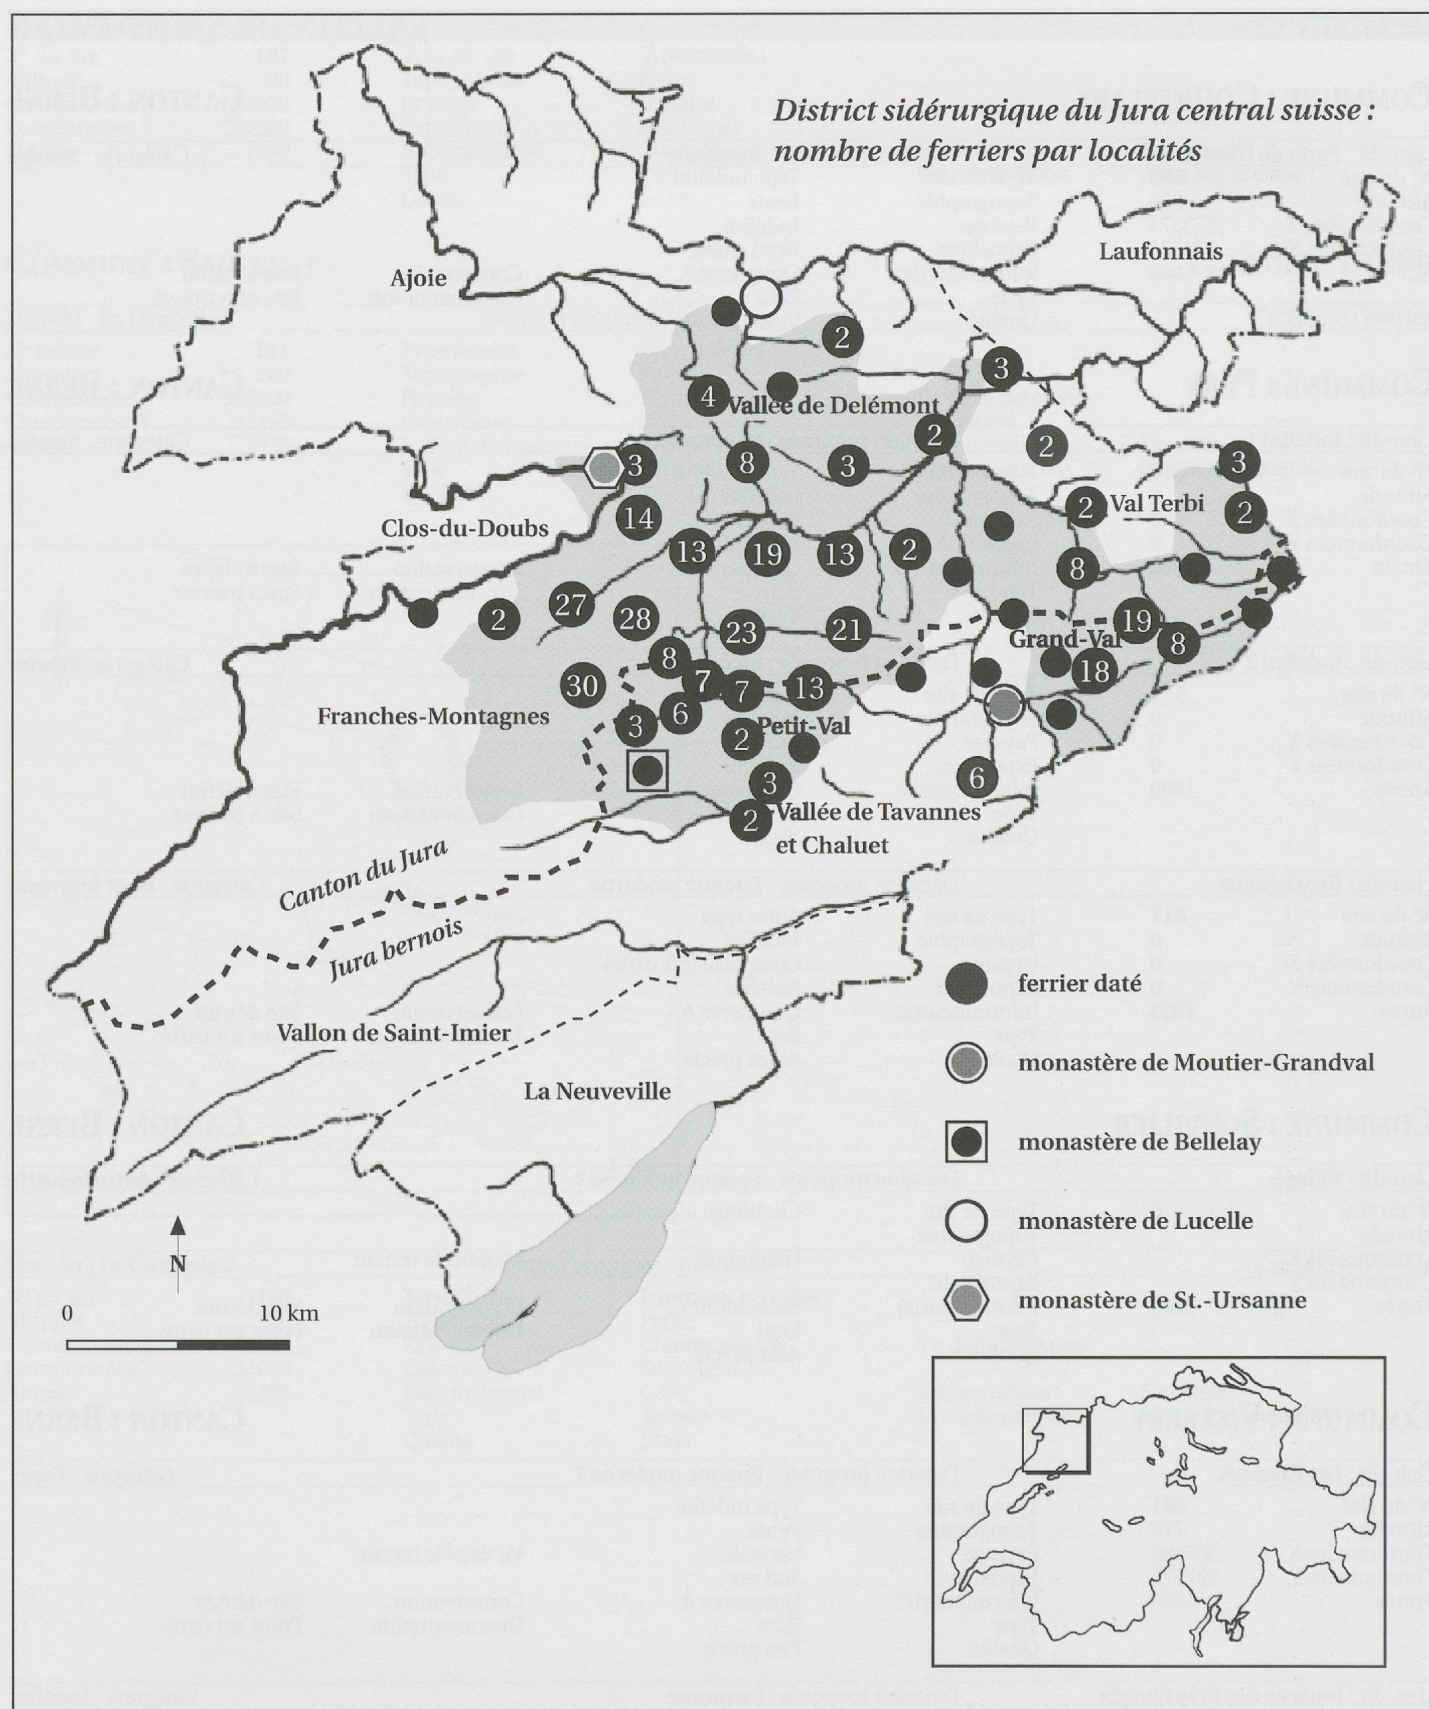 District sidérurgique du Jura central suisse :
nombre de ferriers par localités
Laufonnais
Ajoie
2
3
4
Vallée de Delémont
2
2
3
8
3
3
14
2
Val Terbi
2
Clos-du-Doubs
13
19
13
2
8
27
2
28
23
21
19
Grand-Val
8
8
18
30
7
7
13
Franches-Montagnes
6
3
2
Petit-Val
3
6
2
Vallée de Tavannes
et Chaluet
Canton du Jura
Jura bernois
Vallon de Saint-Imier
La Neuveville
ferrier daté
monastère de Moutier-Grandval
monastère de Bellelay
monastère de Lucelle
monastère de St.-Ursanne
N
0 10 km